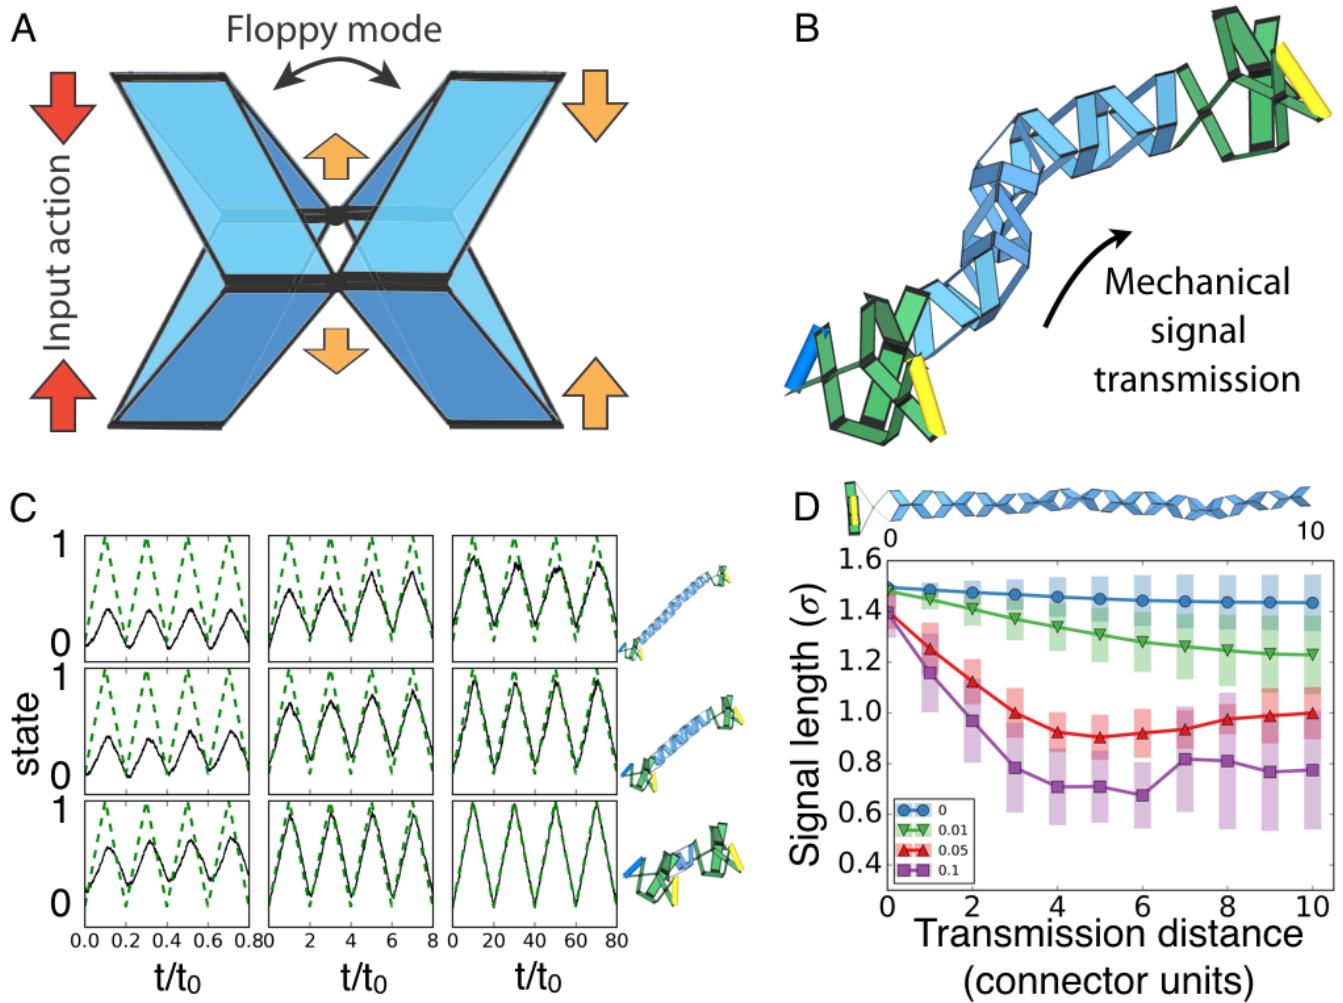 A
Floppy mode
Input action
B
Mechanical
signal
transmission
C
state
1
0
1
0
1
0
0.0 0.2 0.4 0.6 0.8
0 2 4 6 8
0 20 40 60 80
t/t0
t/t0
t/t0
D
0
10
Signal length (σ)
1.6
1.4
1.2
1.0
0.8
0.6
0.4
0
0.01
0.05
0.1
0 2 4 6 8 10
Transmission distance
(connector units)